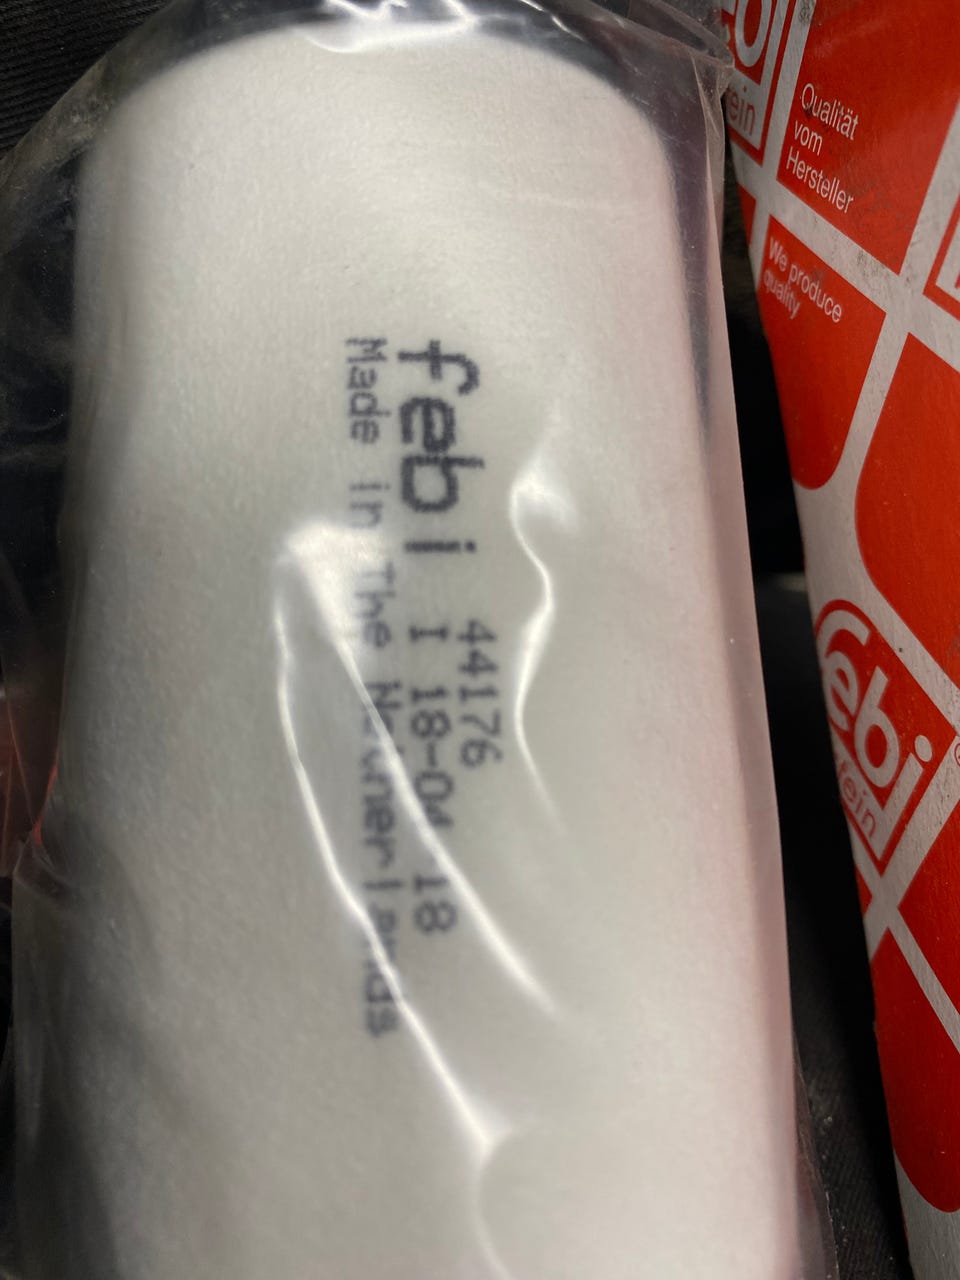 febi 44176
I 18-04-18
Made in The Netherlands
Qualität
vom
Hersteller
We produce
quality
febi